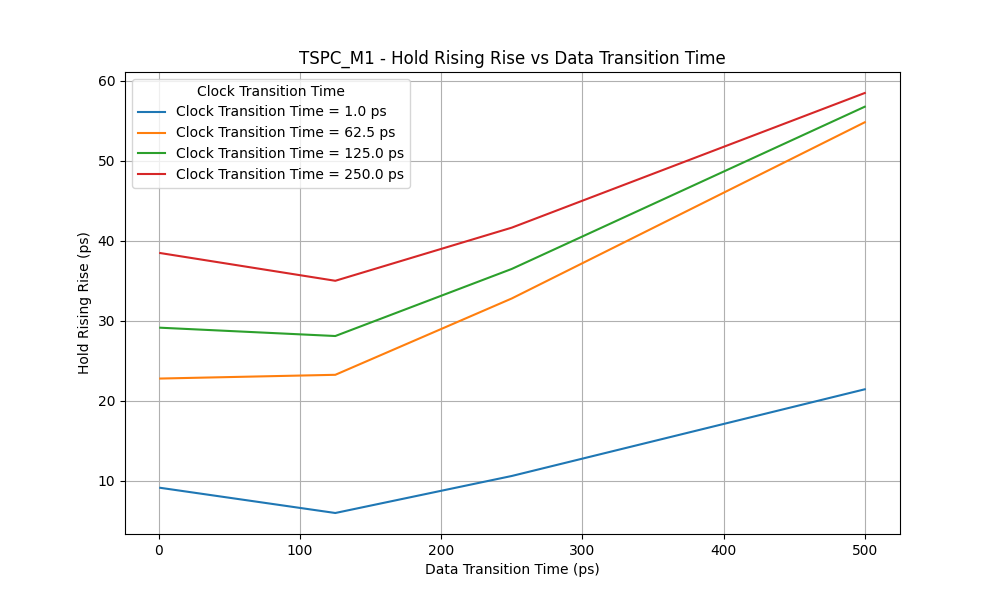 TSPC_M1 - Hold Rising Rise vs Data Transition Time
Clock Transition Time
Clock Transition Time = 1.0 ps
Clock Transition Time = 62.5 ps
Clock Transition Time = 125.0 ps
Clock Transition Time = 250.0 ps
60
50
40
30
20
10
Hold Rising Rise (ps)
0
100
200
300
400
500
Data Transition Time (ps)